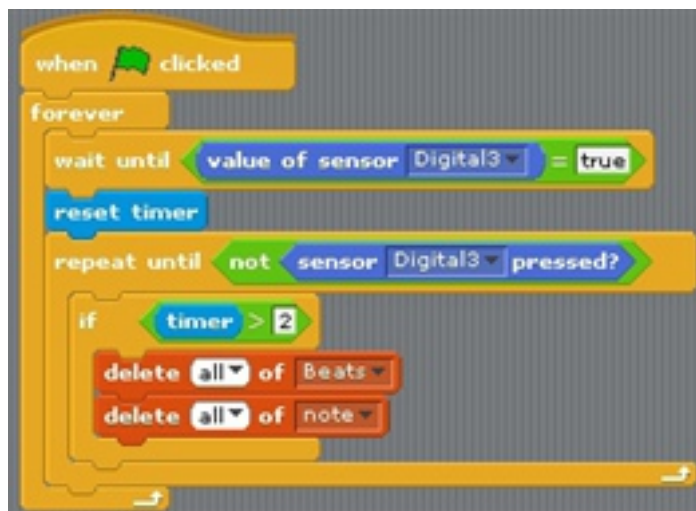 when clicked
forever
wait until value of sensor Digital3 = true
reset timer
repeat until not sensor Digital3 pressed?
if timer > 2
delete all of Beats
delete all of note